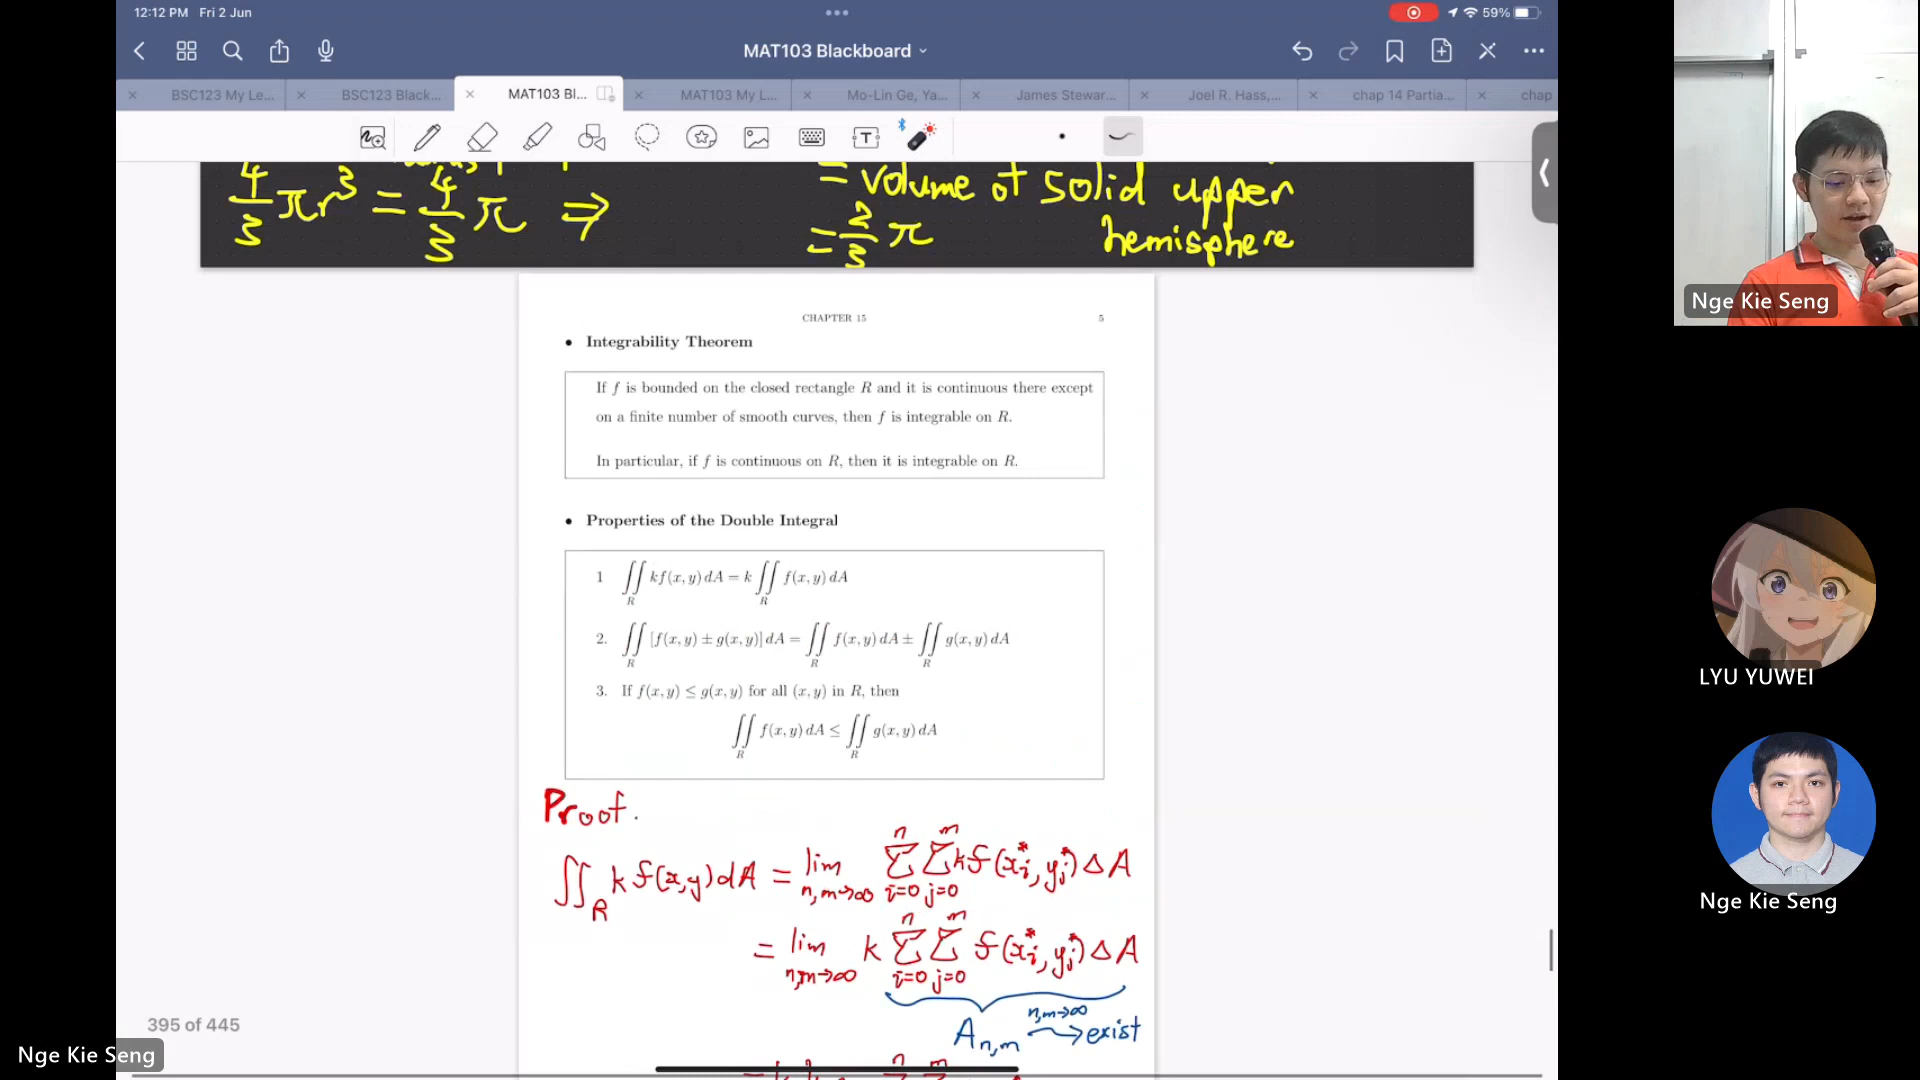 12:12 PM Fri 2 Jun
59%
MAT103 Blackboard
BSC123 My Le...
BSC123 Black...
MAT103 Bl...
MAT103 My L...
Mo-Lin Ge, Ya...
James Stewar...
Joel R. Hass,...
chap 14 Partia...
chap
4/3 πr³ = 4/3 π ⇒
= volume of solid upper
hemisphere
= 2/3 π
CHAPTER 15 5
• Integrability Theorem
If f is bounded on the closed rectangle R and it is continuous there except
on a finite number of smooth curves, then f is integrable on R.
In particular, if f is continuous on R, then it is integrable on R.
• Properties of the Double Integral
1 ∬_R kf(x, y) dA = k ∬_R f(x, y) dA
2. ∬_R [f(x, y) ± g(x, y)] dA = ∬_R f(x, y) dA ± ∬_R g(x, y) dA
3. If f(x, y) ≤ g(x, y) for all (x, y) in R, then
∬_R f(x, y) dA ≤ ∬_R g(x, y) dA
Proof.
∬_R k f(x,y) dA = lim_{n,m→∞} Σ_{i=0}^n Σ_{j=0}^m k f(x_i^*, y_j^*) ΔA
= lim_{n,m→∞} k Σ_{i=0}^n Σ_{j=0}^m f(x_i^*, y_j^*) ΔA
A_{n,m} n,m→∞ → exist
395 of 445
Nge Kie Seng
Nge Kie Seng
LYU YUWEI
Nge Kie Seng